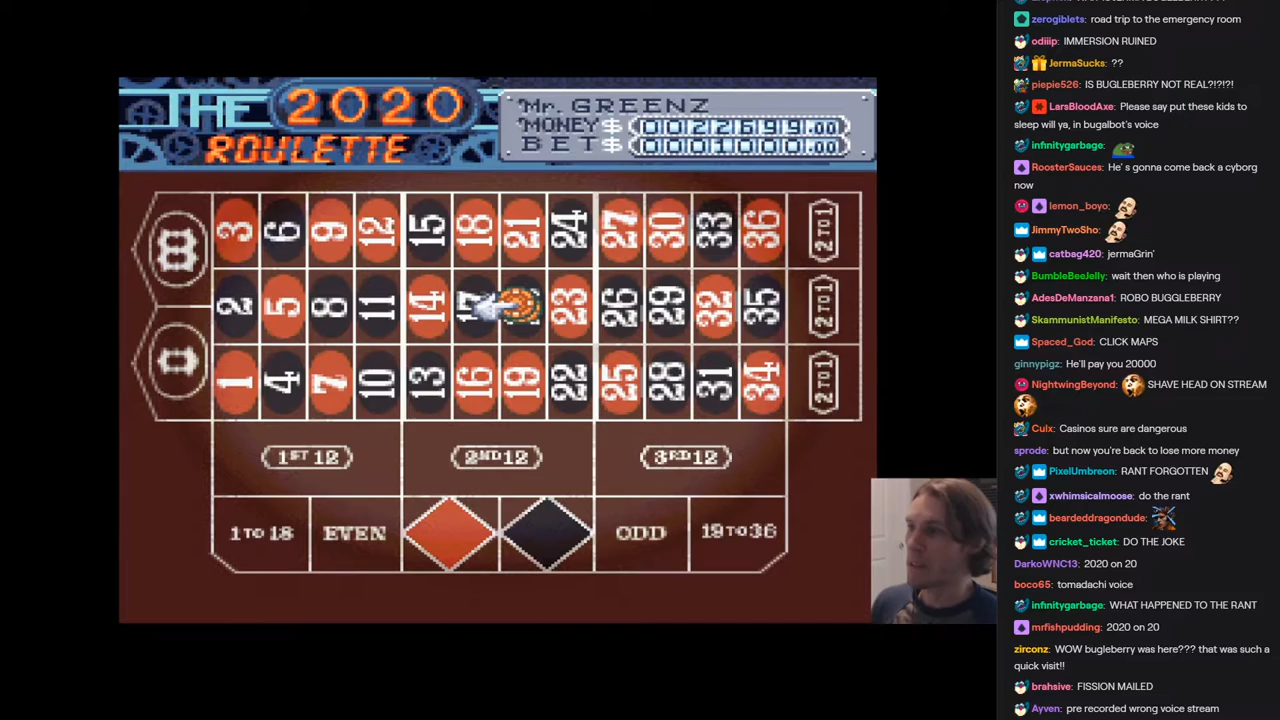 THE 2020
ROULETTE
Mr. GREENZ
MONEY $ 0022699.00
BET $ 0001000.00
00 3 6 9 12 15 18 21 24 27 30 33 36 2 TO 1
2 5 8 11 14 17 23 26 29 32 35 2 TO 1
0 1 4 7 10 13 16 19 22 25 28 31 34 2 TO 1
1ST 12 2ND 12 3RD 12
1 TO 18 EVEN ODD 19 TO 36
zerogiblets: road trip to the emergency room
odiiip: IMMERSION RUINED
JermaSucks: ??
piepie526: IS BUGLEBERRY NOT REAL?!?!?!
LarsBloodAxe: Please say put these kids to
sleep will ya, in bugalbot's voice
infinitygarbage:
RoosterSauces: He' s gonna come back a cyborg
now
lemon_boyo:
JimmyTwoSho:
catbag420: jermaGrin'
BumbleBeeJelly: wait then who is playing
AdesDeManzana1: ROBO BUGLEBERRY
SkammunistManifesto: MEGA MILK SHIRT??
Spaced_God: CLICK MAPS
ginnypigz: He'll pay you 20000
NightwingBeyond: SHAVE HEAD ON STREAM
Culx: Casinos sure are dangerous
sprode: but now you're back to lose more money
PixelUmbreon: RANT FORGOTTEN
xwhimsicalmoose: do the rant
beardeddragondude:
cricket_ticket: DO THE JOKE
DarkoWNC13: 2020 on 20
boco65: tomadachi voice
infinitygarbage: WHAT HAPPENED TO THE RANT
mrfishpudding: 2020 on 20
zirconz: WOW bugleberry was here??? that was such a
quick visit!!
brahsive: FISSION MAILED
Ayven: pre recorded wrong voice stream